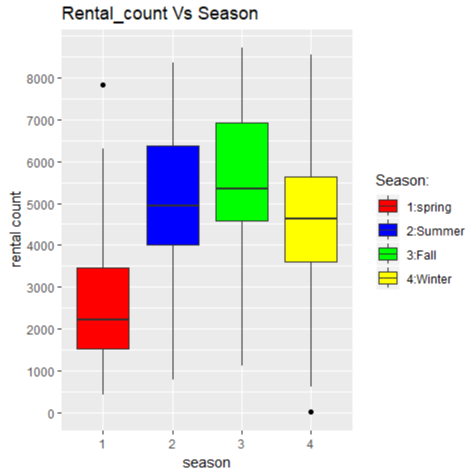 Rental_count Vs Season
rental count
8000
7000
6000
5000
4000
3000
2000
1000
0
1 2 3 4
season
Season:
1:spring
2:Summer
3:Fall
4:Winter